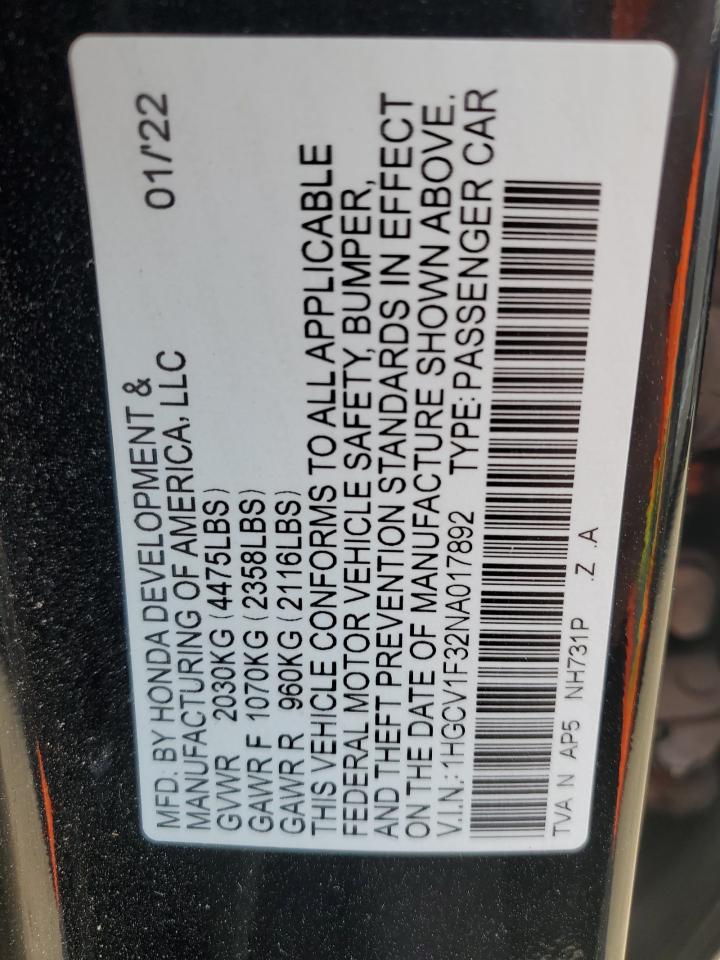 MFD. BY HONDA DEVELOPMENT &
MANUFACTURING OF AMERICA, LLC 01/'22
GVWR 2030KG (4475LBS)
GAWR F 1070KG (2358LBS)
GAWR R 960KG (2116LBS)
THIS VEHICLE CONFORMS TO ALL APPLICABLE
FEDERAL MOTOR VEHICLE SAFETY, BUMPER,
AND THEFT PREVENTION STANDARDS IN EFFECT
ON THE DATE OF MANUFACTURE SHOWN ABOVE.
V.I.N.: 1HGCV1F32NA017892 TYPE: PASSENGER CAR
TVA N AP5 NH731P .Z .A